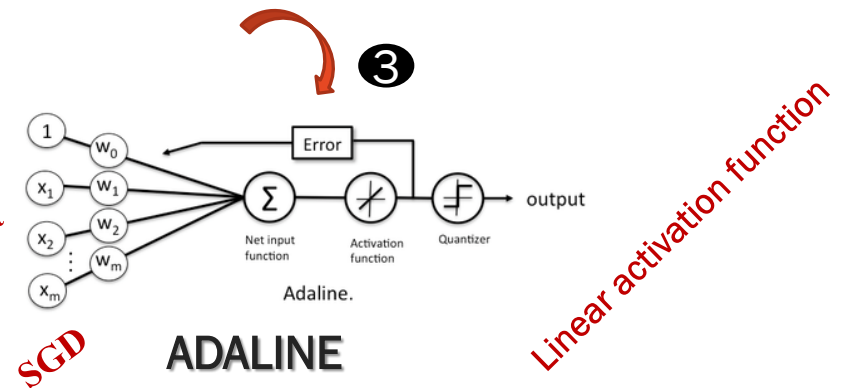 3
1
w0
Error
x1
w1
Σ
output
x2
w2
Net input
function
Activation
function
Quantizer
⋮
wm
xm
Adaline.
SGD
ADALINE
Linear activation function